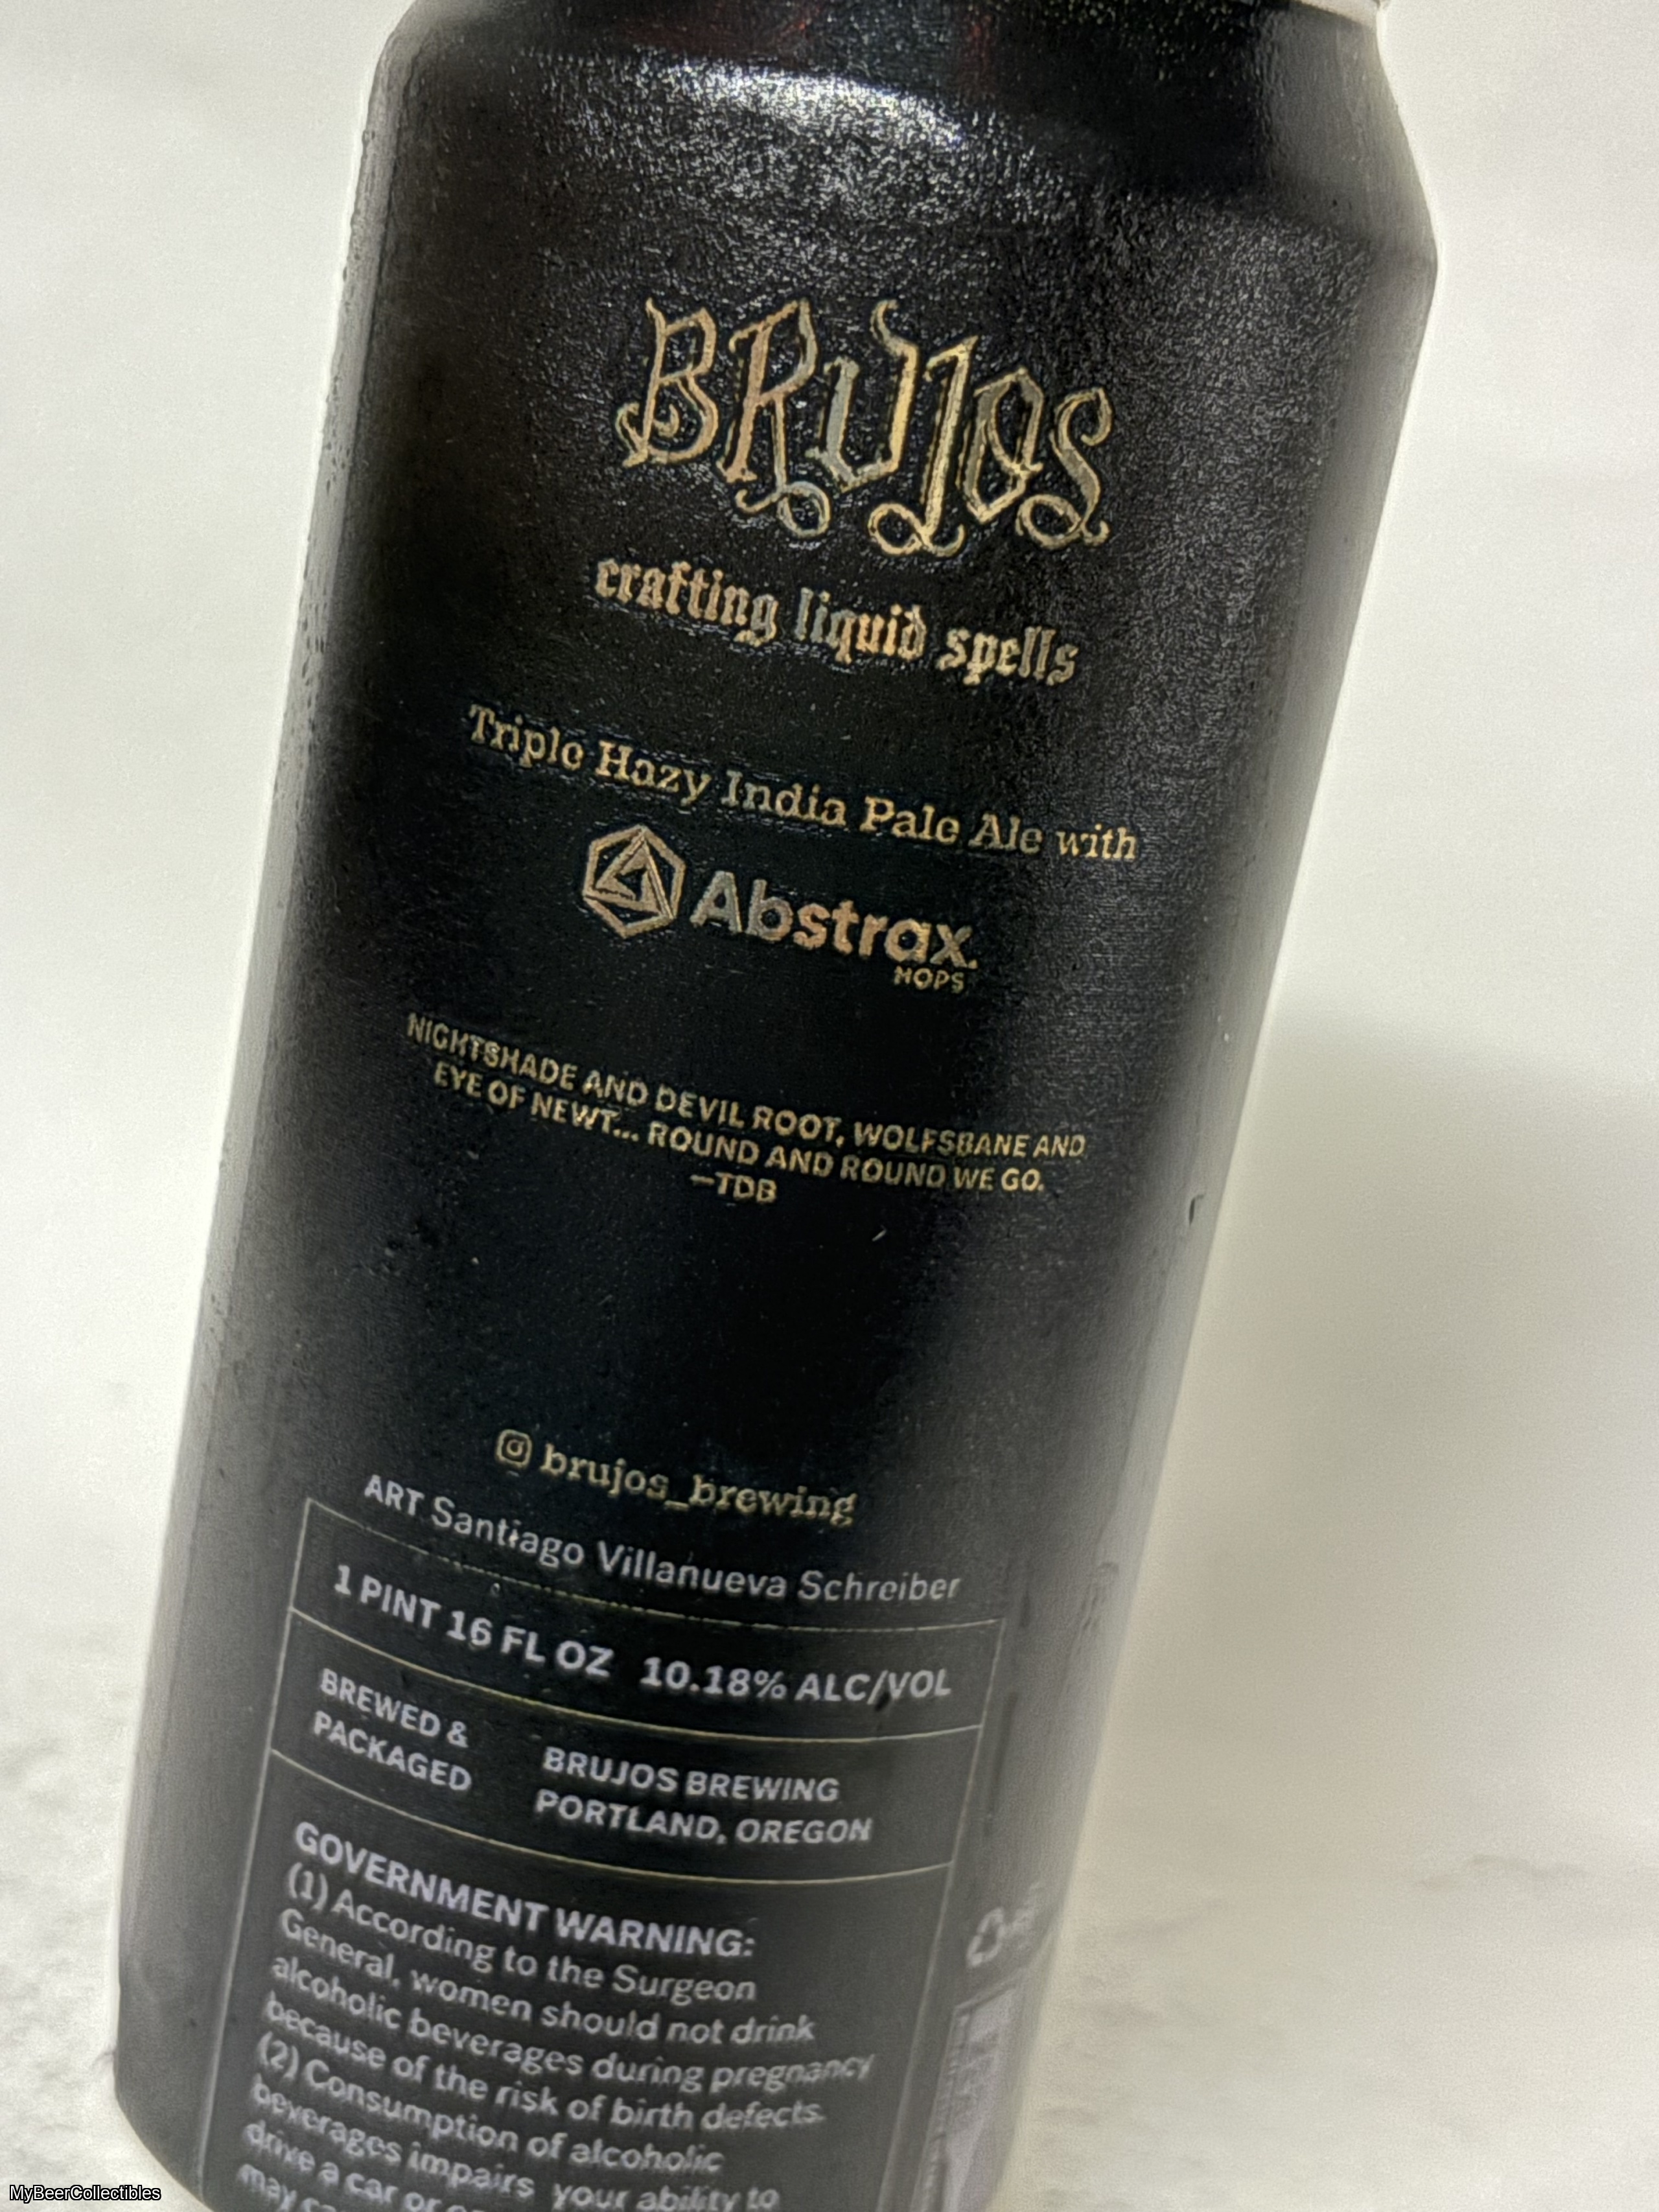 BRUJOS
crafting liquid spells
Triple Hazy India Pale Ale with
Abstrax.
HOPS
NIGHTSHADE AND DEVIL ROOT, WOLFSBANE AND
EYE OF NEWT... ROUND AND ROUND WE GO.
—TDB
brujos_brewing
ART Santiago Villanueva Schreiber
1 PINT 16 FL OZ 10.18% ALC/VOL
BREWED &
PACKAGED
BRUJOS BREWING
PORTLAND, OREGON
GOVERNMENT WARNING:
(1) According to the Surgeon
General, women should not drink
alcoholic beverages during pregnancy
because of the risk of birth defects.
(2) Consumption of alcoholic
beverages impairs your ability to
drive a car or
may
MyBeerCollectibles